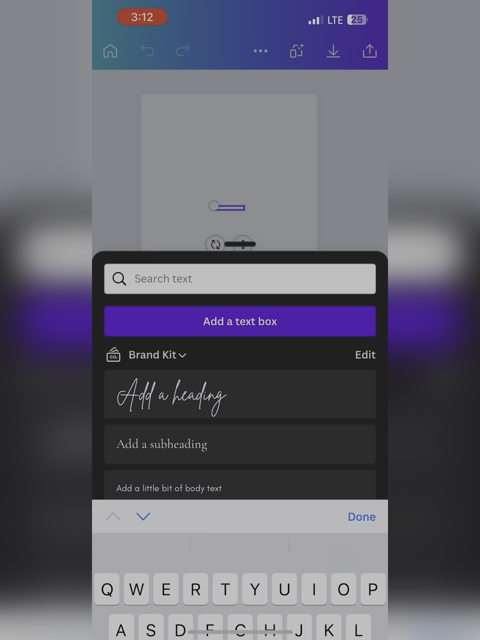 3:12
LTE 25
Search text
Add a text box
CO.
Brand Kit
Edit
Add a heading
Add a subheading
Add a little bit of body text
Done
Q W E R T Y U I O P
A S D F G H J K L